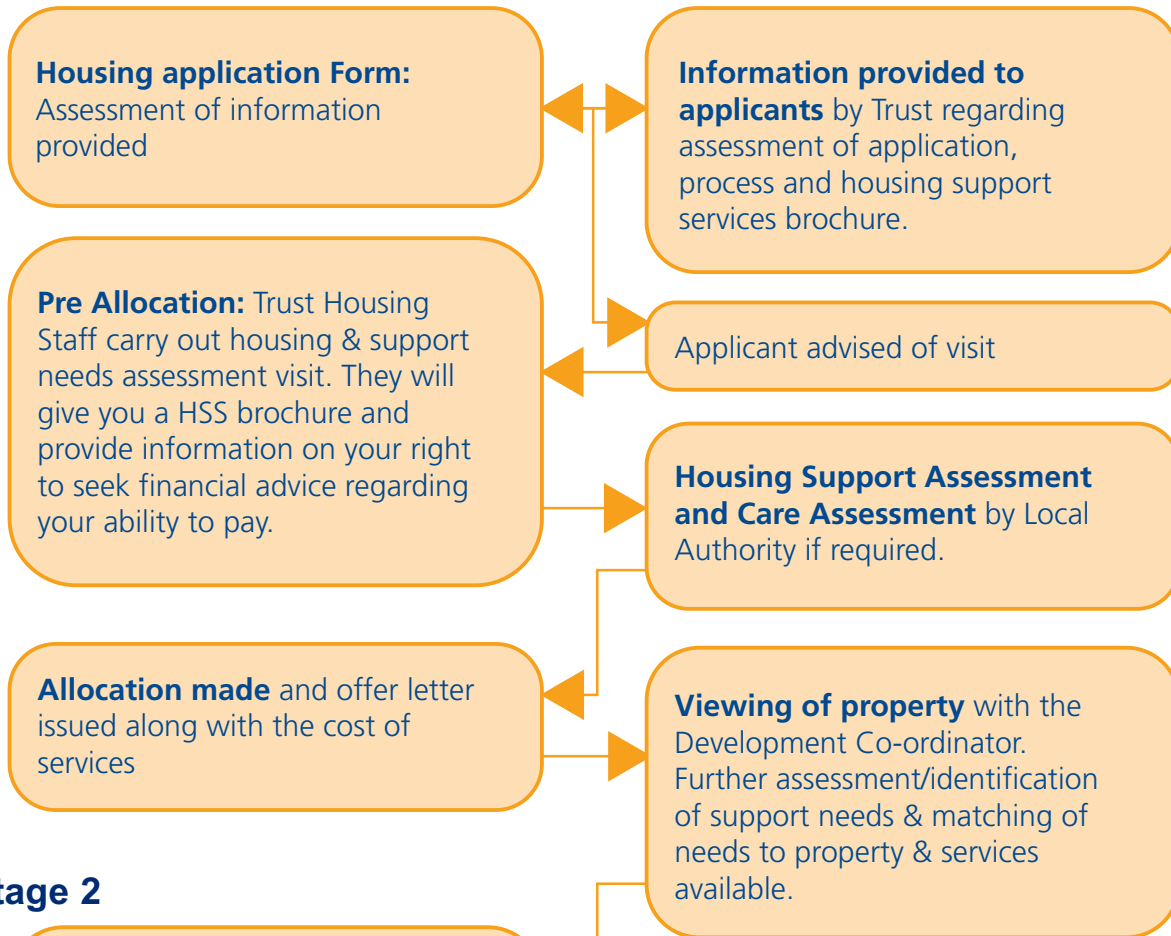 Housing application Form:
Assessment of information
provided
Information provided to
applicants by Trust regarding
assessment of application,
process and housing support
services brochure.
Applicant advised of visit
Pre Allocation: Trust Housing
Staff carry out housing & support
needs assessment visit. They will
give you a HSS brochure and
provide information on your right
to seek financial advice regarding
your ability to pay.
Housing Support Assessment
and Care Assessment by Local
Authority if required.
Allocation made and offer letter
issued along with the cost of
services
Viewing of property with the
Development Co-ordinator.
Further assessment/identification
of support needs & matching of
needs to property & services
available.
tage 2